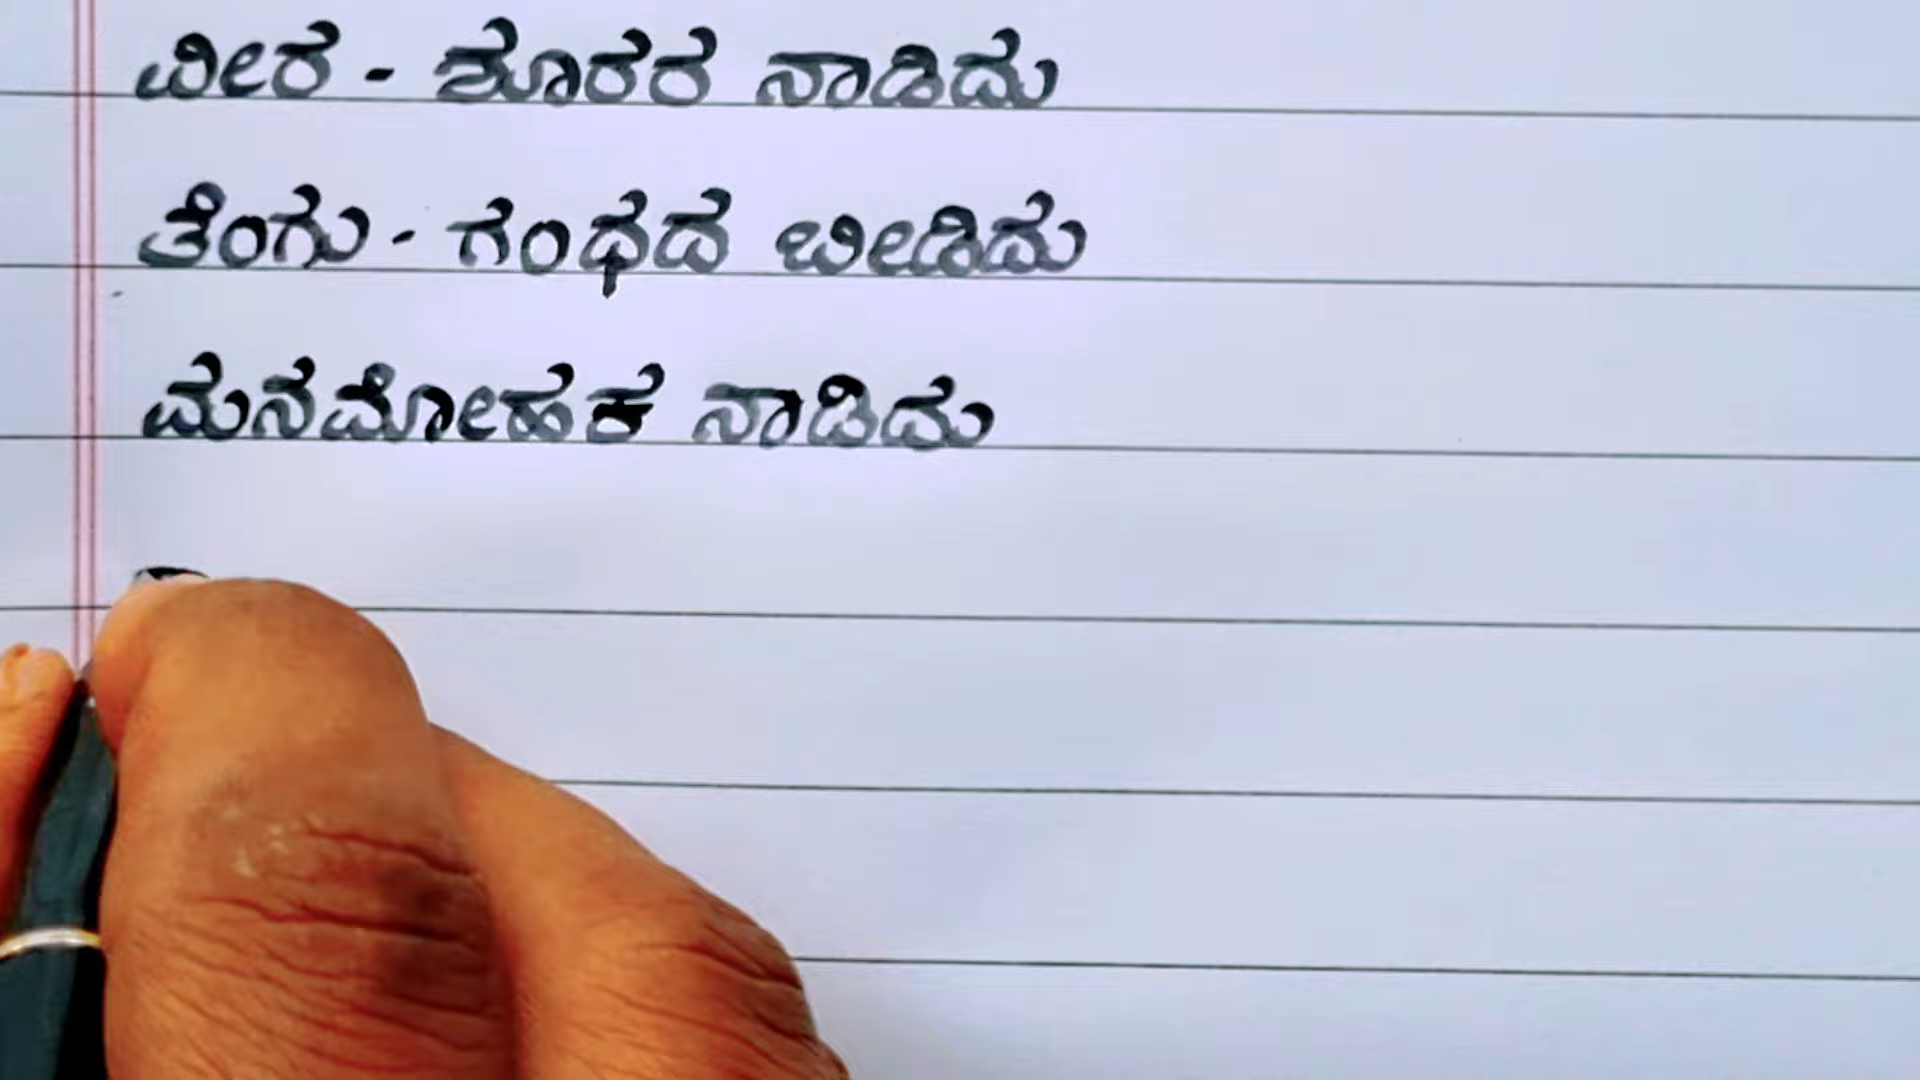 ವೀರ - ಶೂರರ ನಾಡಿದು
ತೆಂಗು - ಗಂಧದ ಬೀಡಿದು
ಮನಮೋಹಕ ನಾಡಿದು